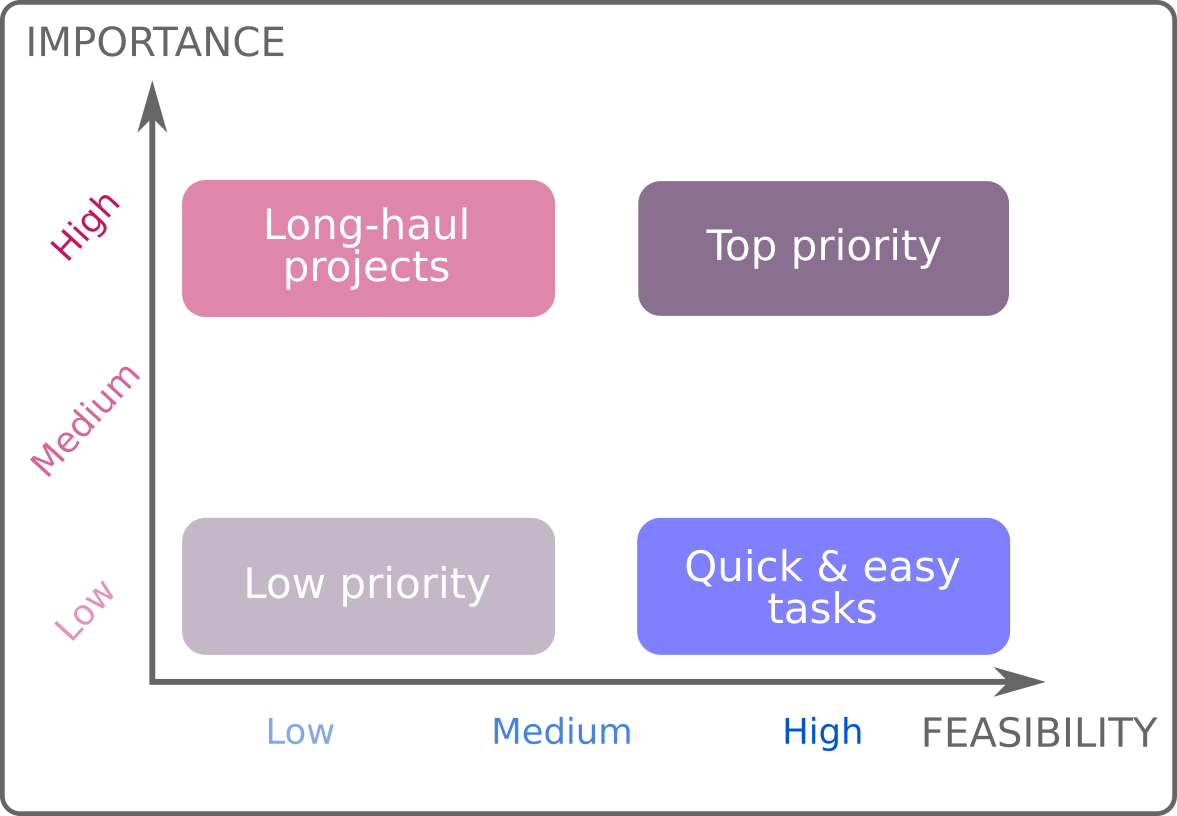 IMPORTANCE
High
Long-haul
projects
Top priority
Medium
Low
Low priority
Quick & easy
tasks
Low
Medium
High
FEASIBILITY